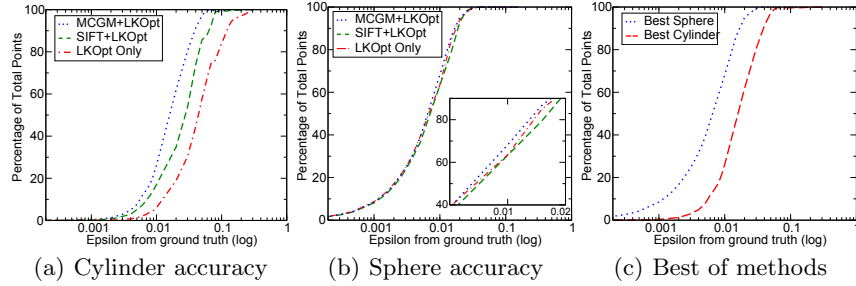 100
80
60
40
20
0
Percentage of Total Points
MCGM+LKOpt
SIFT+LKOpt
LKOpt Only
0.001
0.01
0.1
1
Epsilon from ground truth (log)
(a) Cylinder accuracy
100
80
60
40
20
0
Percentage of Total Points
MCGM+LKOpt
SIFT+LKOpt
LKOpt Only
80
60
40
0.01
0.02
0.001
0.01
0.1
1
Epsilon from ground truth (log)
(b) Sphere accuracy
100
80
60
40
20
0
Percentage of Total Points
Best Sphere
Best Cylinder
0.001
0.01
0.1
1
Epsilon from ground truth (log)
(c) Best of methods